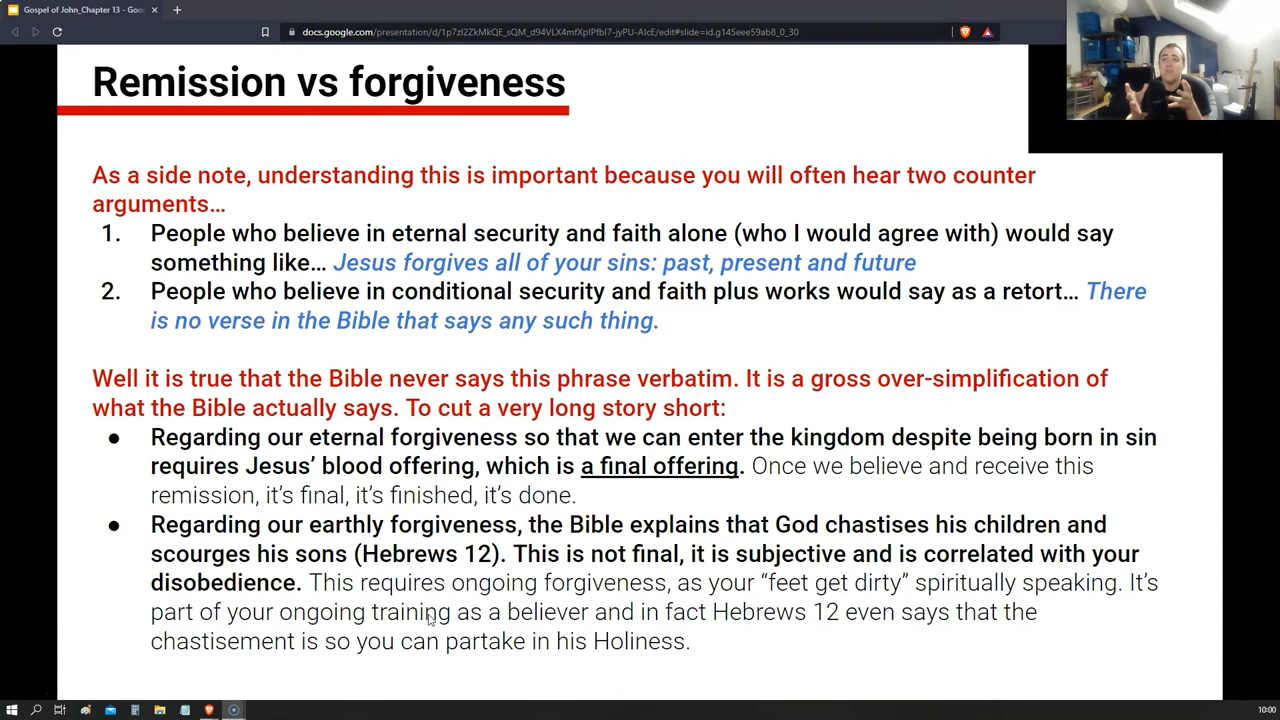 Gospel of John_Chapter 13 - Goo
docs.google.com/presentation/d/1p7zI2ZkMkQE_sQM_d94VLX4mfXpIPfbI7-jyPU-AIcE/edit#slide=id.g145eee59ab8_0_30
Remission vs forgiveness
As a side note, understanding this is important because you will often hear two counter
arguments…
1. People who believe in eternal security and faith alone (who I would agree with) would say
something like… Jesus forgives all of your sins: past, present and future
2. People who believe in conditional security and faith plus works would say as a retort… There
is no verse in the Bible that says any such thing.
Well it is true that the Bible never says this phrase verbatim. It is a gross over-simplification of
what the Bible actually says. To cut a very long story short:
● Regarding our eternal forgiveness so that we can enter the kingdom despite being born in sin
requires Jesus’ blood offering, which is a final offering. Once we believe and receive this
remission, it’s final, it’s finished, it’s done.
● Regarding our earthly forgiveness, the Bible explains that God chastises his children and
scourges his sons (Hebrews 12). This is not final, it is subjective and is correlated with your
disobedience. This requires ongoing forgiveness, as your “feet get dirty” spiritually speaking. It’s
part of your ongoing training as a believer and in fact Hebrews 12 even says that the
chastisement is so you can partake in his Holiness.
10:00